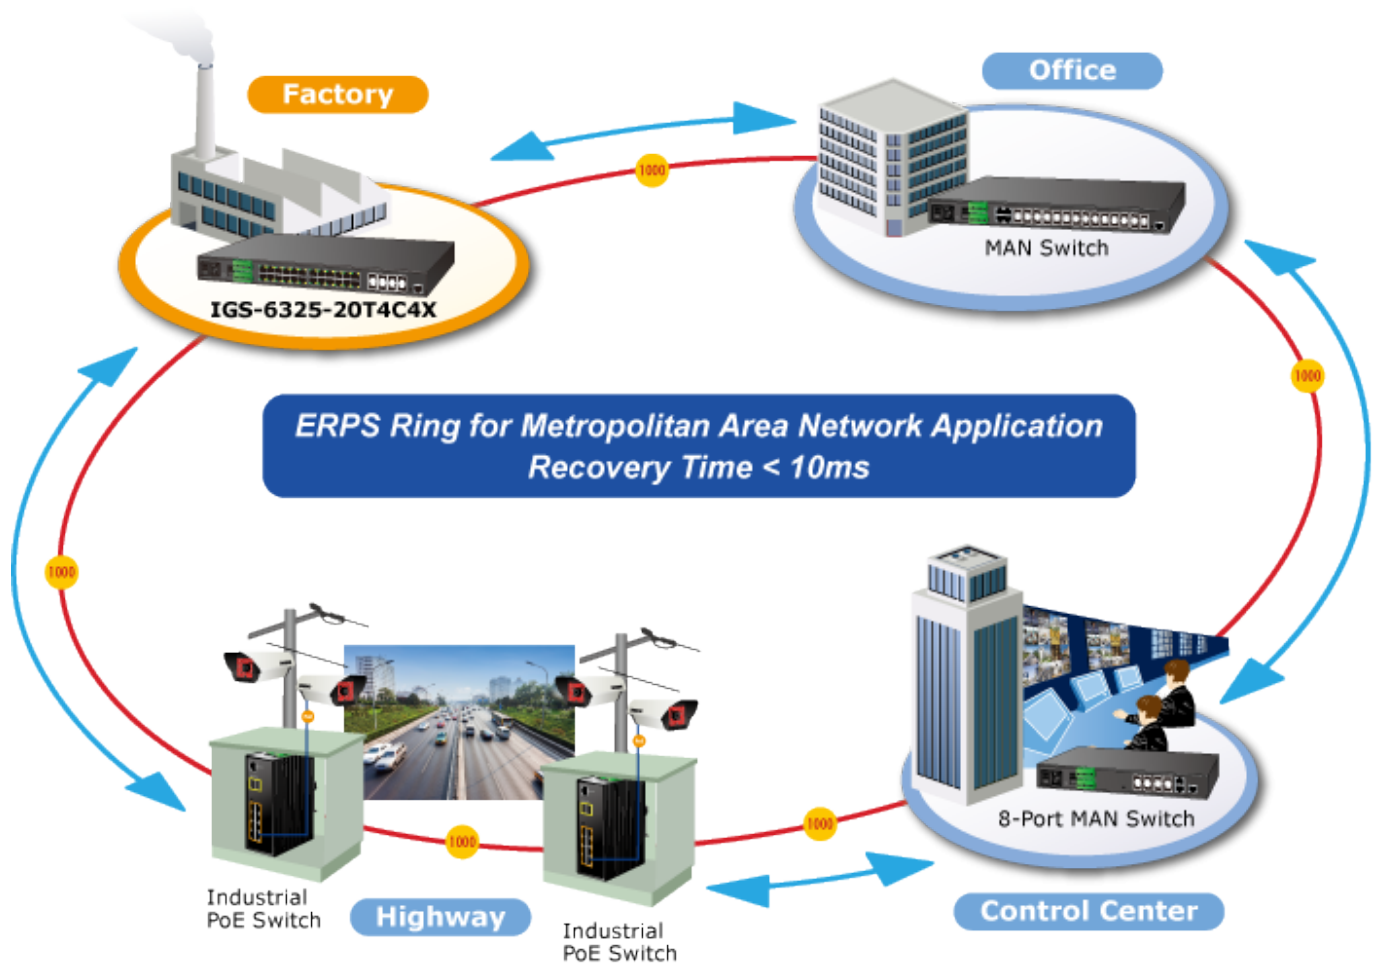 Factory
Office
1000
MAN Switch
IGS-6325-20T4C4X
1000
ERPS Ring for Metropolitan Area Network Application
Recovery Time < 10ms
1000
1000
1000
8-Port MAN Switch
Industrial
PoE Switch
Highway
Industrial
PoE Switch
Control Center